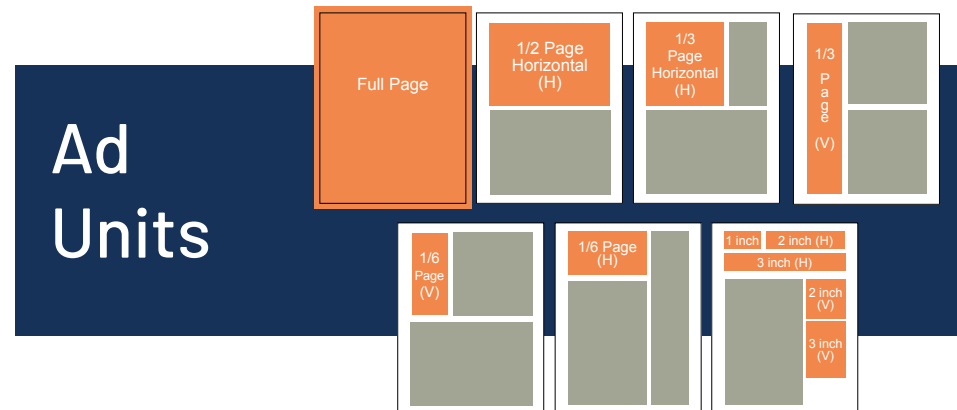 Ad
Units
Full Page
1/2 Page
Horizontal
(H)
1/3
Page
Horizontal
(H)
1/3
Page
(V)
1/6
Page
(V)
1/6 Page
(H)
1 inch
2 inch (H)
3 inch (H)
2 inch
(V)
3 inch
(V)